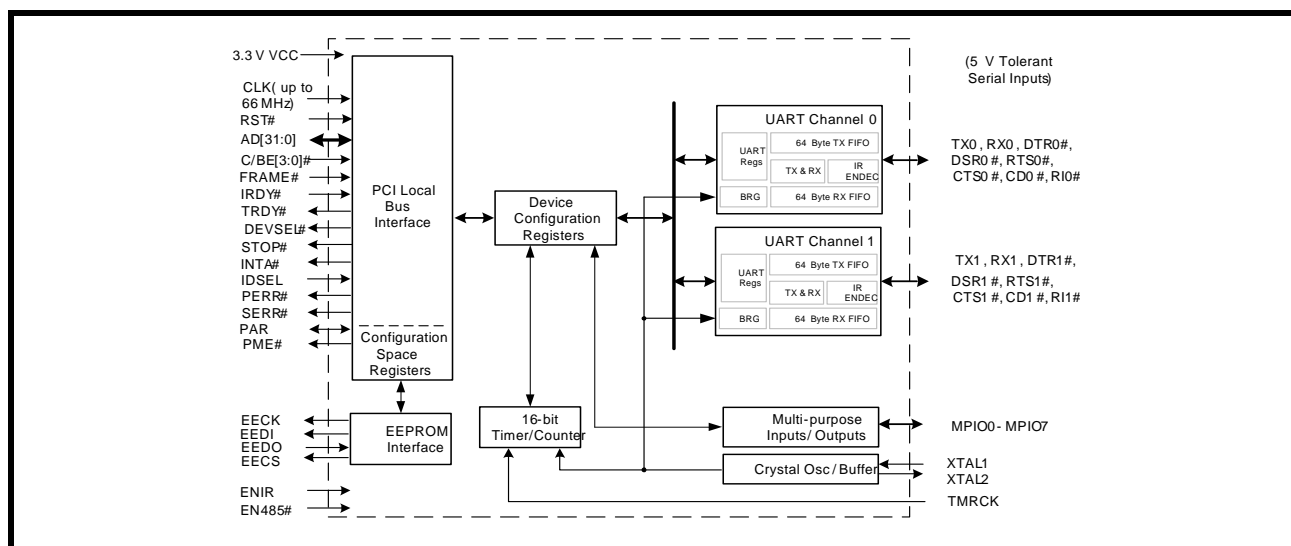 3.3 V VCC
CLK( up to
66 MHz)
RST#
AD[31:0]
C/BE[3:0]#
FRAME#
IRDY#
TRDY#
DEVSEL#
STOP#
INTA#
IDSEL
PERR#
SERR#
PAR
PME#
EECK
EEDI
EEDO
EECS
ENIR
EN485#
PCI Local
Bus
Interface
Configuration
Space
Registers
EEPROM
Interface
Device
Configuration
Registers
16-bit
Timer/Counter
UART Channel 0
UART
Regs
64 Byte TX FIFO
TX & RX
IR
ENDEC
BRG
64 Byte RX FIFO
UART Channel 1
UART
Regs
64 Byte TX FIFO
TX & RX
IR
ENDEC
BRG
64 Byte RX FIFO
Multi-purpose
Inputs/ Outputs
Crystal Osc / Buffer
(5 V Tolerant
Serial Inputs)
TX0 , RX0 , DTR0#,
DSR0 #, RTS0#,
CTS0 #, CD0 #, RI0#
TX1 , RX1 , DTR1#,
DSR1 #, RTS1#,
CTS1 #, CD1 #, RI1#
MPIO0- MPIO7
XTAL1
XTAL2
TMRCK